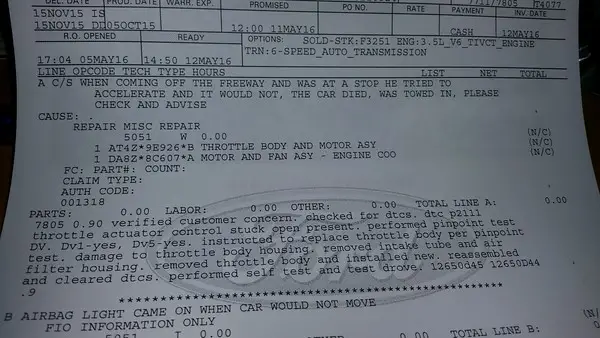 DEL. DATE PROD. DATE WARR. EXP. PROMISED PO NO. RATE PAYMENT INV. DATE
15NOV15 IS
15NOV15 DD 05OCT15 12:00 11MAY16 CASH 12MAY16
R.O. OPENED READY OPTIONS: SOLD-STK:F3251 ENG:3.5L_V6_TIVCT_ENGINE
TRN:6-SPEED_AUTO_TRANSMISSION
17:04 05MAY16 14:50 12MAY16
LINE OPCODE TECH TYPE HOURS LIST NET TOTAL
A C/S WHEN COMING OFF THE FREEWAY AND WAS AT A STOP HE TRIED TO
ACCELERATE AND IT WOULD NOT, THE CAR DIED, WAS TOWED IN, PLEASE
CHECK AND ADVISE
CAUSE: .
REPAIR MISC REPAIR
5051 W 0.00 (N/C)
1 AT4Z*9E926*B THROTTLE BODY AND MOTOR ASY (N/C)
1 DA8Z*8C607*A MOTOR AND FAN ASY - ENGINE COO (N/C)
FC: PART#: COUNT:
CLAIM TYPE:
AUTH CODE:
001318
PARTS: 0.00 LABOR: 0.00 OTHER: 0.00 TOTAL LINE A: 0.00
7805 0.90 verified customer concern. checked for dtcs. dtc p2111
throttle actuator control stuck open present. performed pinpoint test
DV. Dv1-yes, Dv5-yes. instructed to replace throttle body per pinpoint
test. damage to throttle body housing. removed intake tube and air
filter housing. removed throttle body and installed new. reassembled
and cleared dtcs. performed self test and test drove. 12650d45 12650D44
.9
B AIRBAG LIGHT CAME ON WHEN CAR WOULD NOT MOVE
FIO INFORMATION ONLY
5051 I 0.00
0.00 OTHER: 0.00 TOTAL LINE B: